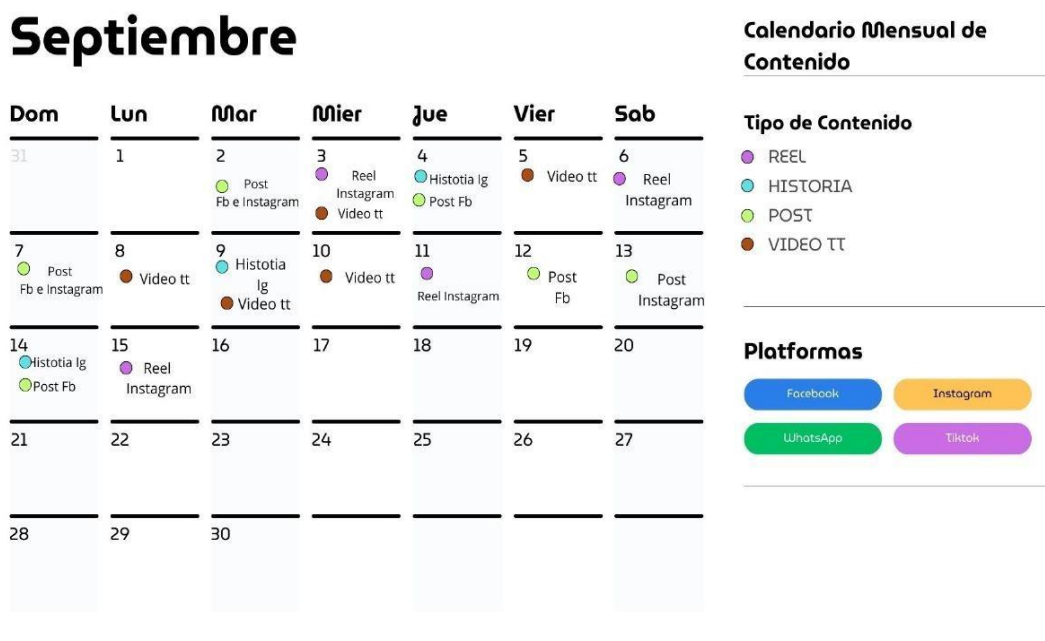 Septiembre
Calendario Mensual de
Contenido
Dom Lun Mar Mier Jue Vier Sab
31 1 2 3 4 5 6
Post
Fb e Instagram
Reel
Instagram
Video tt
Histotia Ig
Post Fb
Video tt
Reel
Instagram
7 8 9 10 11 12 13
Post
Fb e Instagram
Video tt
Histotia
Ig
Video tt
Video tt
Reel Instagram
Post
Fb
Post
Instagram
14 15 16 17 18 19 20
Histotia Ig
Post Fb
Reel
Instagram
21 22 23 24 25 26 27
28 29 30
Tipo de Contenido
REEL
HISTORIA
POST
VIDEO TT
Platformas
Facebook
Instagram
WhatsApp
Tiktok